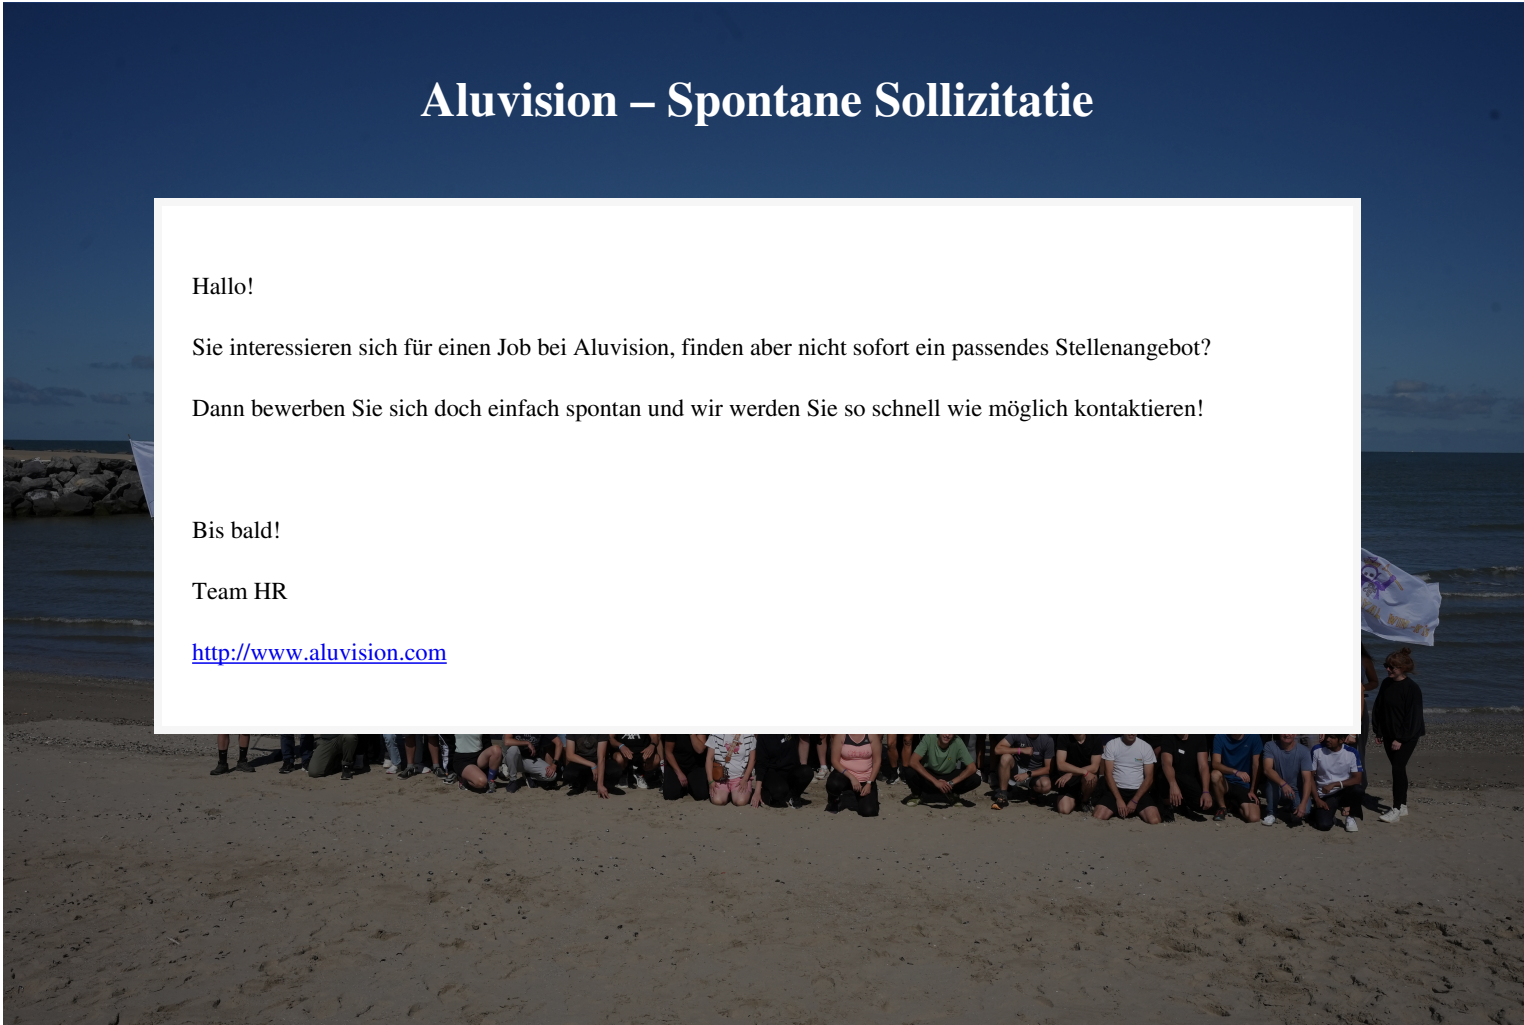 Aluvision – Spontane Sollizitatie
Hallo!
Sie interessieren sich für einen Job bei Aluvision, finden aber nicht sofort ein passendes Stellenangebot?
Dann bewerben Sie sich doch einfach spontan und wir werden Sie so schnell wie möglich kontaktieren!
Bis bald!
Team HR
http://www.aluvision.com